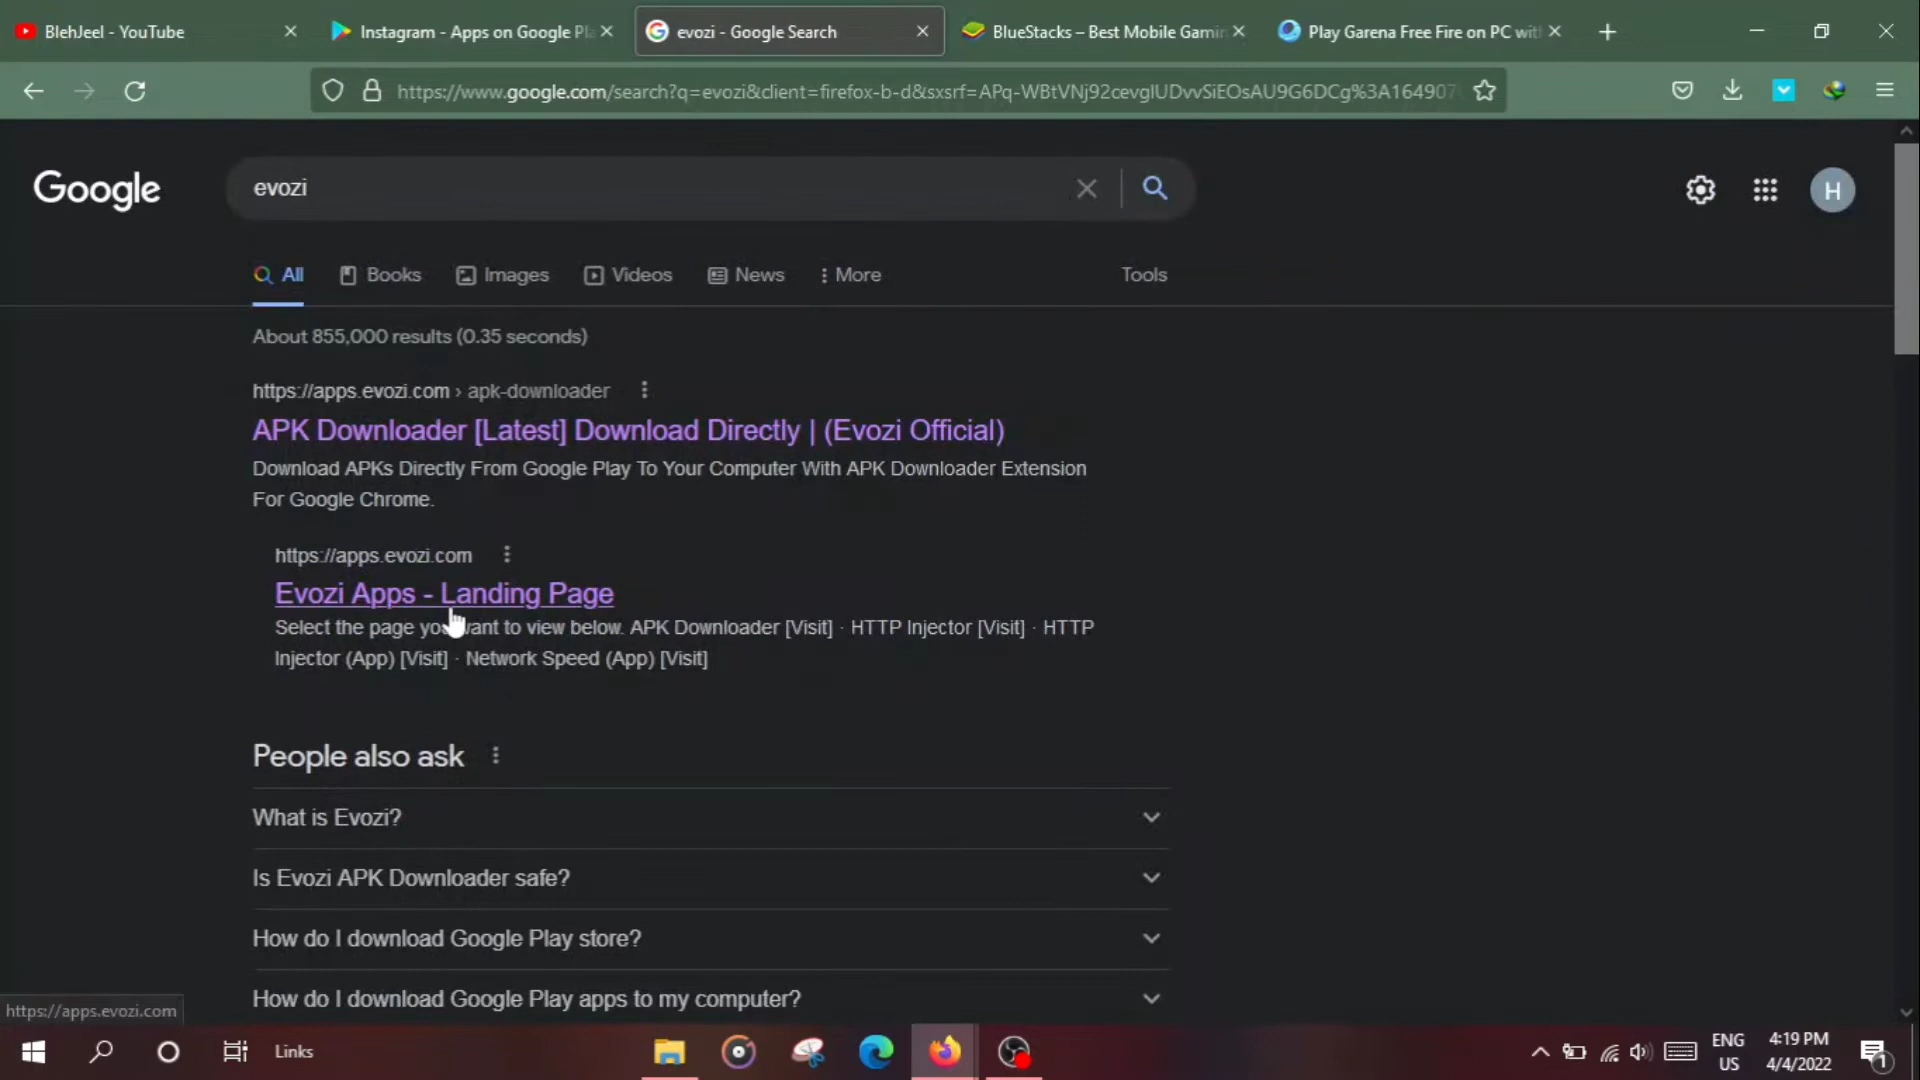 BlehJeel - YouTube
Instagram - Apps on Google Pla
evozi - Google Search
BlueStacks – Best Mobile Gamin
Play Garena Free Fire on PC wit
https://www.google.com/search?q=evozi&client=firefox-b-d&sxsrf=APq-WBtVNj92cevglUDvvSiEOsAU9G6DCg%3A164907
Google
evozi
H
All
Books
Images
Videos
News
More
Tools
About 855,000 results (0.35 seconds)
https://apps.evozi.com › apk-downloader
APK Downloader [Latest] Download Directly | (Evozi Official)
Download APKs Directly From Google Play To Your Computer With APK Downloader Extension
For Google Chrome.
https://apps.evozi.com
Evozi Apps - Landing Page
Select the page you want to view below. APK Downloader [Visit] · HTTP Injector [Visit] · HTTP
Injector (App) [Visit] · Network Speed (App) [Visit]
People also ask
What is Evozi?
Is Evozi APK Downloader safe?
How do I download Google Play store?
How do I download Google Play apps to my computer?
https://apps.evozi.com
Links
ENG
US
4:19 PM
4/4/2022
1